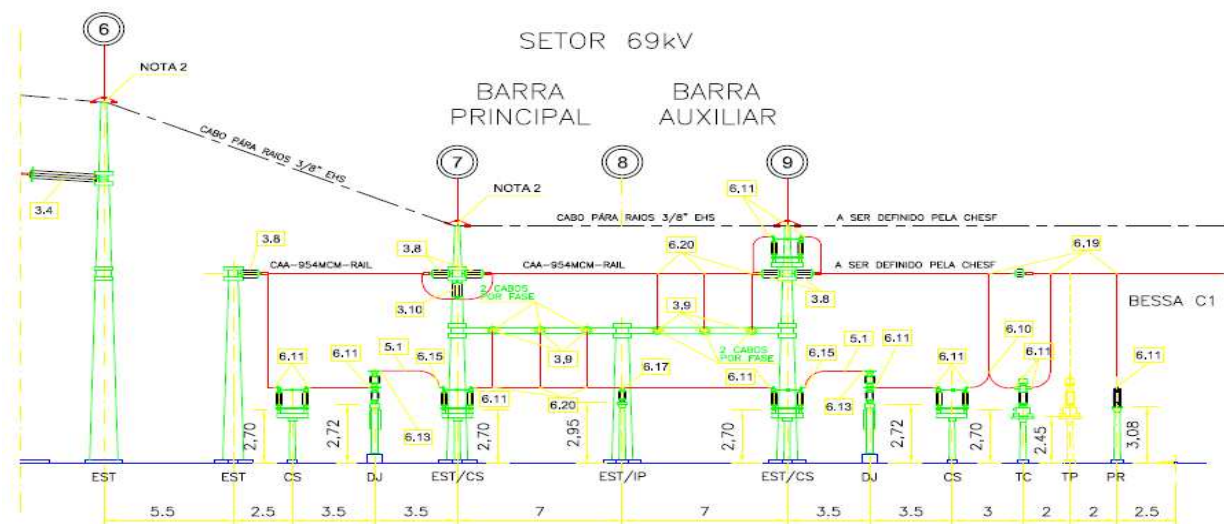 6
SETOR 69kV
NOTA 2
BARRA PRINCIPAL
BARRA AUXILIAR
CABO PÁRA RAIOS 3/8" EHS
7
8
9
3.4
NOTA 2
6.11
CABO PÁRA RAIOS 3/8" EHS
A SER DEFINIDO PELA CHESF
3.8
3.8
6.20
6.19
CAA-954MCM-RAIL
CAA-954MCM-RAIL
A SER DEFINIDO PELA CHESF
3.8
3.10
2 CABOS POR FASE
3.9
BESSA C1
3,9
2 CABOS POR FASE
6.11
6.11
5.1
6.15
6.17
6.11
6.15
5.1
6.11
6.11
6.10
6.11
6.11
6.13
6.11
6,20
6.13
2,70
2,72
2,70
2,95
2,70
2,72
2,70
2,45
3,08
EST
EST
CS
DJ
EST/CS
EST/IP
EST/CS
DJ
CS
TC
TP
PR
5.5
2.5
3.5
3.5
7
7
3.5
3.5
3
2
2
2.5